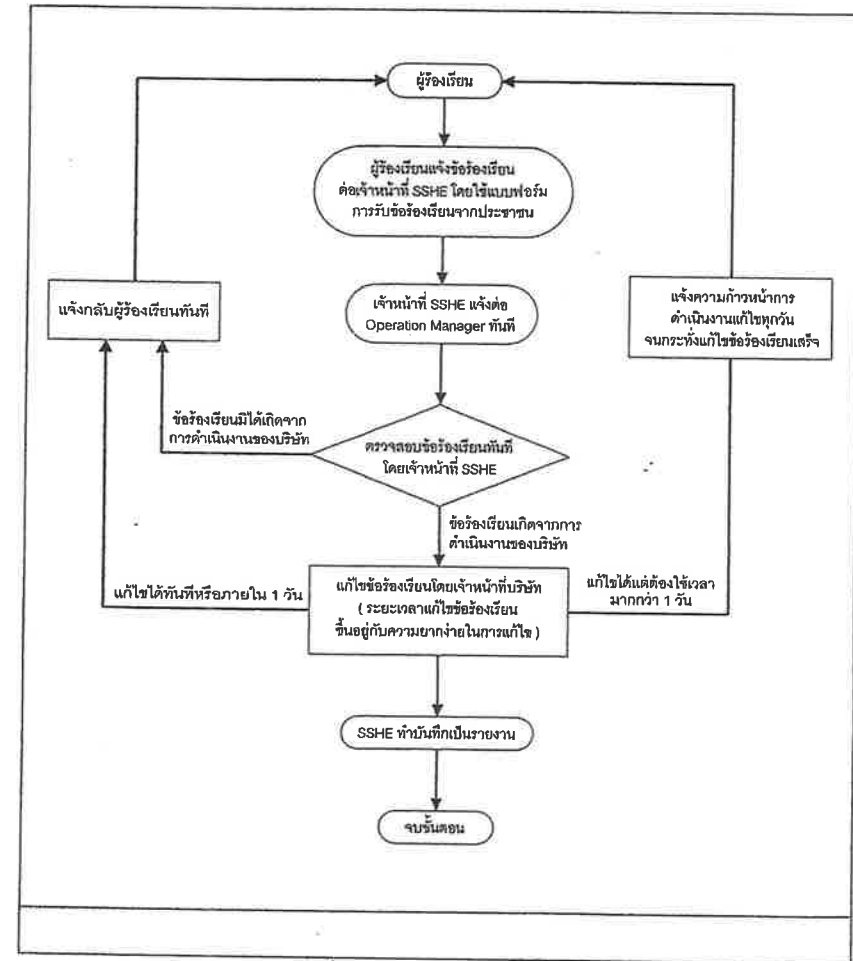 ผู้ร้องเรียน
ผู้ร้องเรียนแจ้งข้อร้องเรียน
ต่อเจ้าหน้าที่ SSHE โดยใช้แบบฟอร์ม
การรับข้อร้องเรียนจากประชาชน
แจ้งกลับผู้ร้องเรียนทันที
เจ้าหน้าที่ SSHE แจ้งต่อ
Operation Manager ทันที
แจ้งความก้าวหน้าการ
ดำเนินงานแก้ไขทุกวัน
จนกระทั่งแก้ไขข้อร้องเรียนเสร็จ
ข้อร้องเรียนมิได้เกิดจาก
การดำเนินงานของบริษัท
ตรวจสอบข้อร้องเรียนทันที
โดยเจ้าหน้าที่ SSHE
ข้อร้องเรียนเกิดจากการ
ดำเนินงานของบริษัท
แก้ไขได้ทันทีหรือภายใน 1 วัน
แก้ไขข้อร้องเรียนโดยเจ้าหน้าที่บริษัท
( ระยะเวลาแก้ไขข้อร้องเรียน
ขึ้นอยู่กับความยากง่ายในการแก้ไข )
แก้ไขได้แต่ต้องใช้เวลา
มากกว่า 1 วัน
SSHE ทำบันทึกเป็นรายงาน
จบขั้นตอน